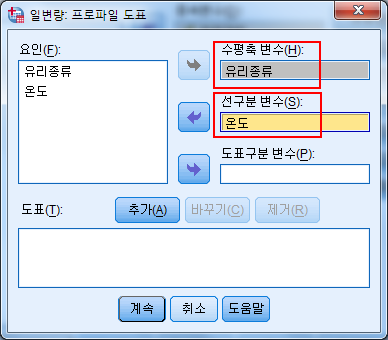 일변량: 프로파일 도표
요인(F):
유리종류
온도
수평축 변수(H):
유리종류
선구분 변수(S):
온도
도표구분 변수(P):
도표(T):
추가(A)
바꾸기(C)
제거(R)
계속
취소
도움말